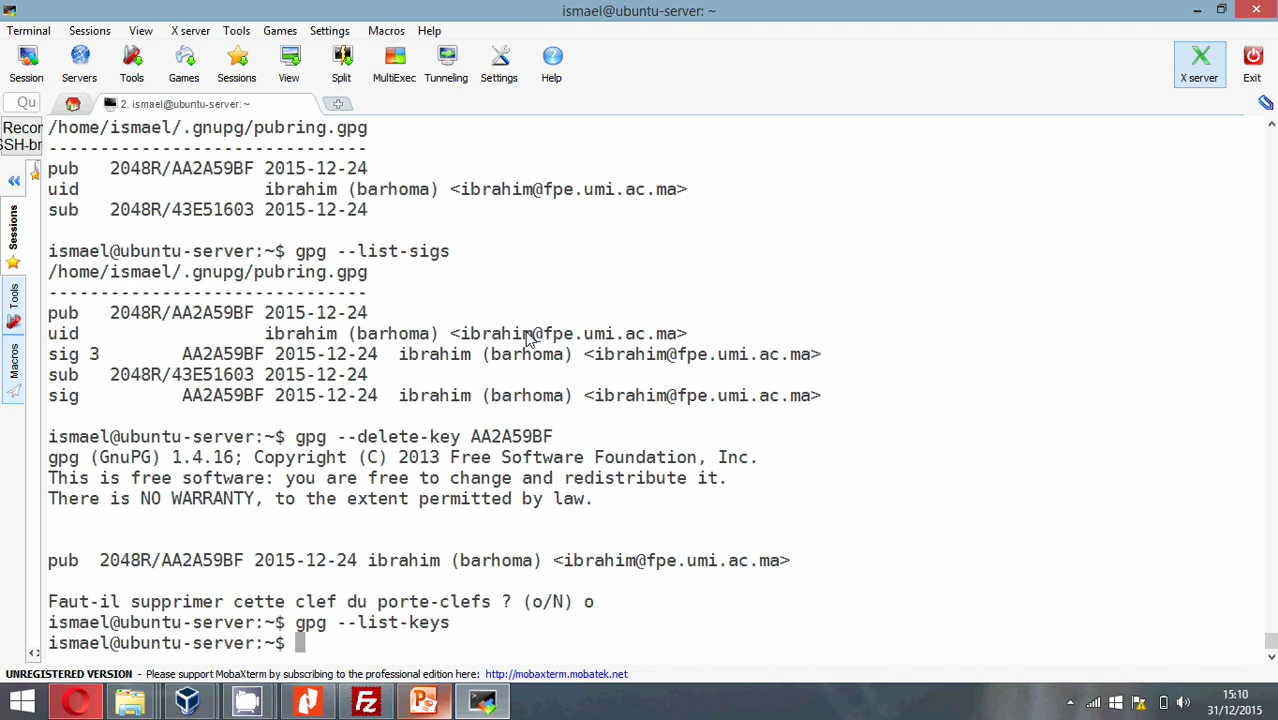 ismael@ubuntu-server: ~
Terminal Sessions View X server Tools Games Settings Macros Help
Session Servers Tools Games Sessions View Split MultiExec Tunneling Settings Help X server Exit
Qu 2. ismael@ubuntu-server: ~
Recor
SSH-br
Sessions
Tools
Macros
/home/ismael/.gnupg/pubring.gpg
-------------------------------
pub 2048R/AA2A59BF 2015-12-24
uid ibrahim (barhoma) <ibrahim@fpe.umi.ac.ma>
sub 2048R/43E51603 2015-12-24
ismael@ubuntu-server:~$ gpg --list-sigs
/home/ismael/.gnupg/pubring.gpg
-------------------------------
pub 2048R/AA2A59BF 2015-12-24
uid ibrahim (barhoma) <ibrahim@fpe.umi.ac.ma>
sig 3 AA2A59BF 2015-12-24 ibrahim (barhoma) <ibrahim@fpe.umi.ac.ma>
sub 2048R/43E51603 2015-12-24
sig AA2A59BF 2015-12-24 ibrahim (barhoma) <ibrahim@fpe.umi.ac.ma>
ismael@ubuntu-server:~$ gpg --delete-key AA2A59BF
gpg (GnuPG) 1.4.16; Copyright (C) 2013 Free Software Foundation, Inc.
This is free software: you are free to change and redistribute it.
There is NO WARRANTY, to the extent permitted by law.
pub 2048R/AA2A59BF 2015-12-24 ibrahim (barhoma) <ibrahim@fpe.umi.ac.ma>
Faut-il supprimer cette clef du porte-clefs ? (o/N) o
ismael@ubuntu-server:~$ gpg --list-keys
ismael@ubuntu-server:~$
UNREGISTERED VERSION - Please support MobaXterm by subscribing to the professional edition here: http://mobaxterm.mobatek.net
15:10
31/12/2015